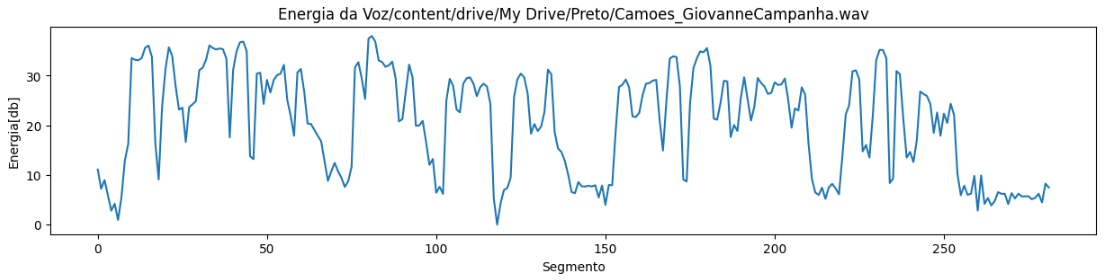 Energia da Voz/content/drive/My Drive/Preto/Camoes_GiovanneCampanha.wav
Energia[db]
30
20
10
0
0 50 100 150 200 250
Segmento